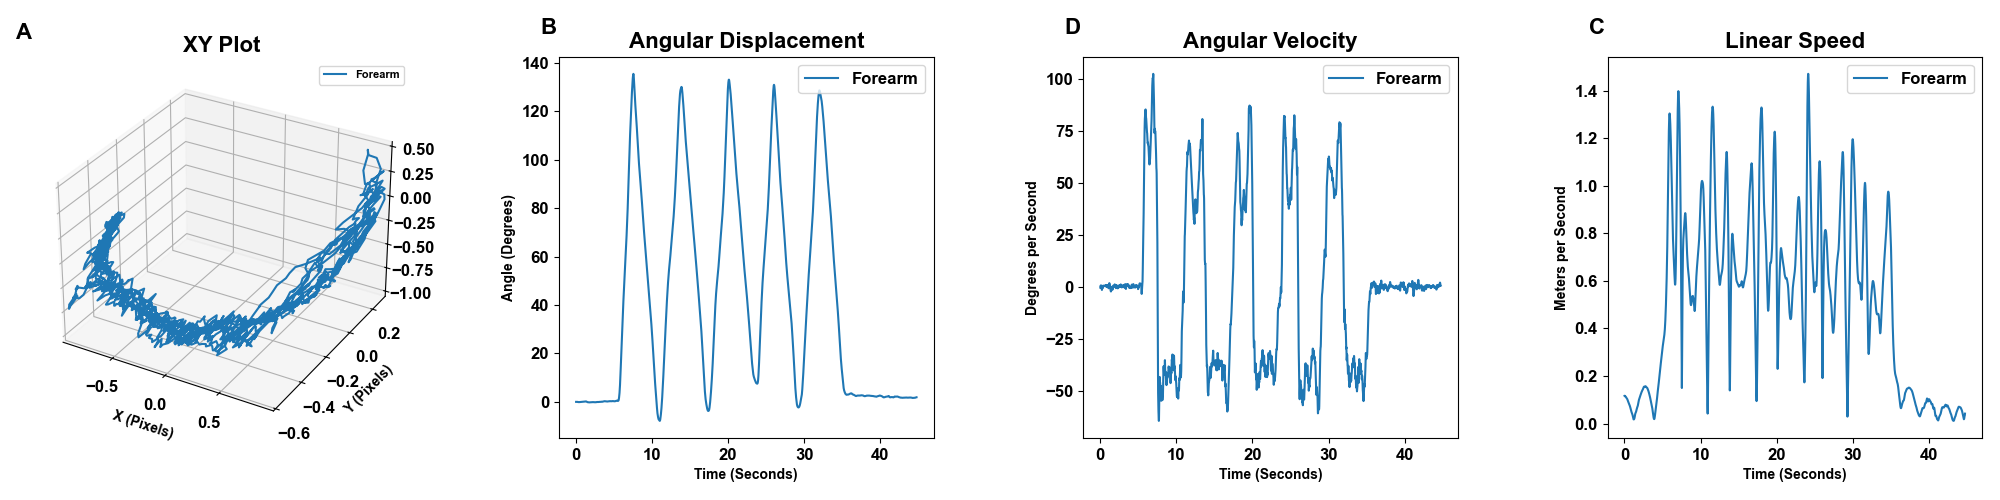 A
XY Plot
Forearm
0.50
0.25
0.00
−0.25
−0.50
−0.75
−1.00
0.2
0.0
−0.2
−0.4
−0.6
Y (Pixels)
−0.5
0.0
0.5
X (Pixels)
B
Angular Displacement
Forearm
140
120
100
80
60
40
20
0
Angle (Degrees)
0 10 20 30 40
Time (Seconds)
D
Angular Velocity
Forearm
100
75
50
25
0
−25
−50
Degrees per Second
0 10 20 30 40
Time (Seconds)
C
Linear Speed
Forearm
1.4
1.2
1.0
0.8
0.6
0.4
0.2
0.0
Meters per Second
0 10 20 30 40
Time (Seconds)